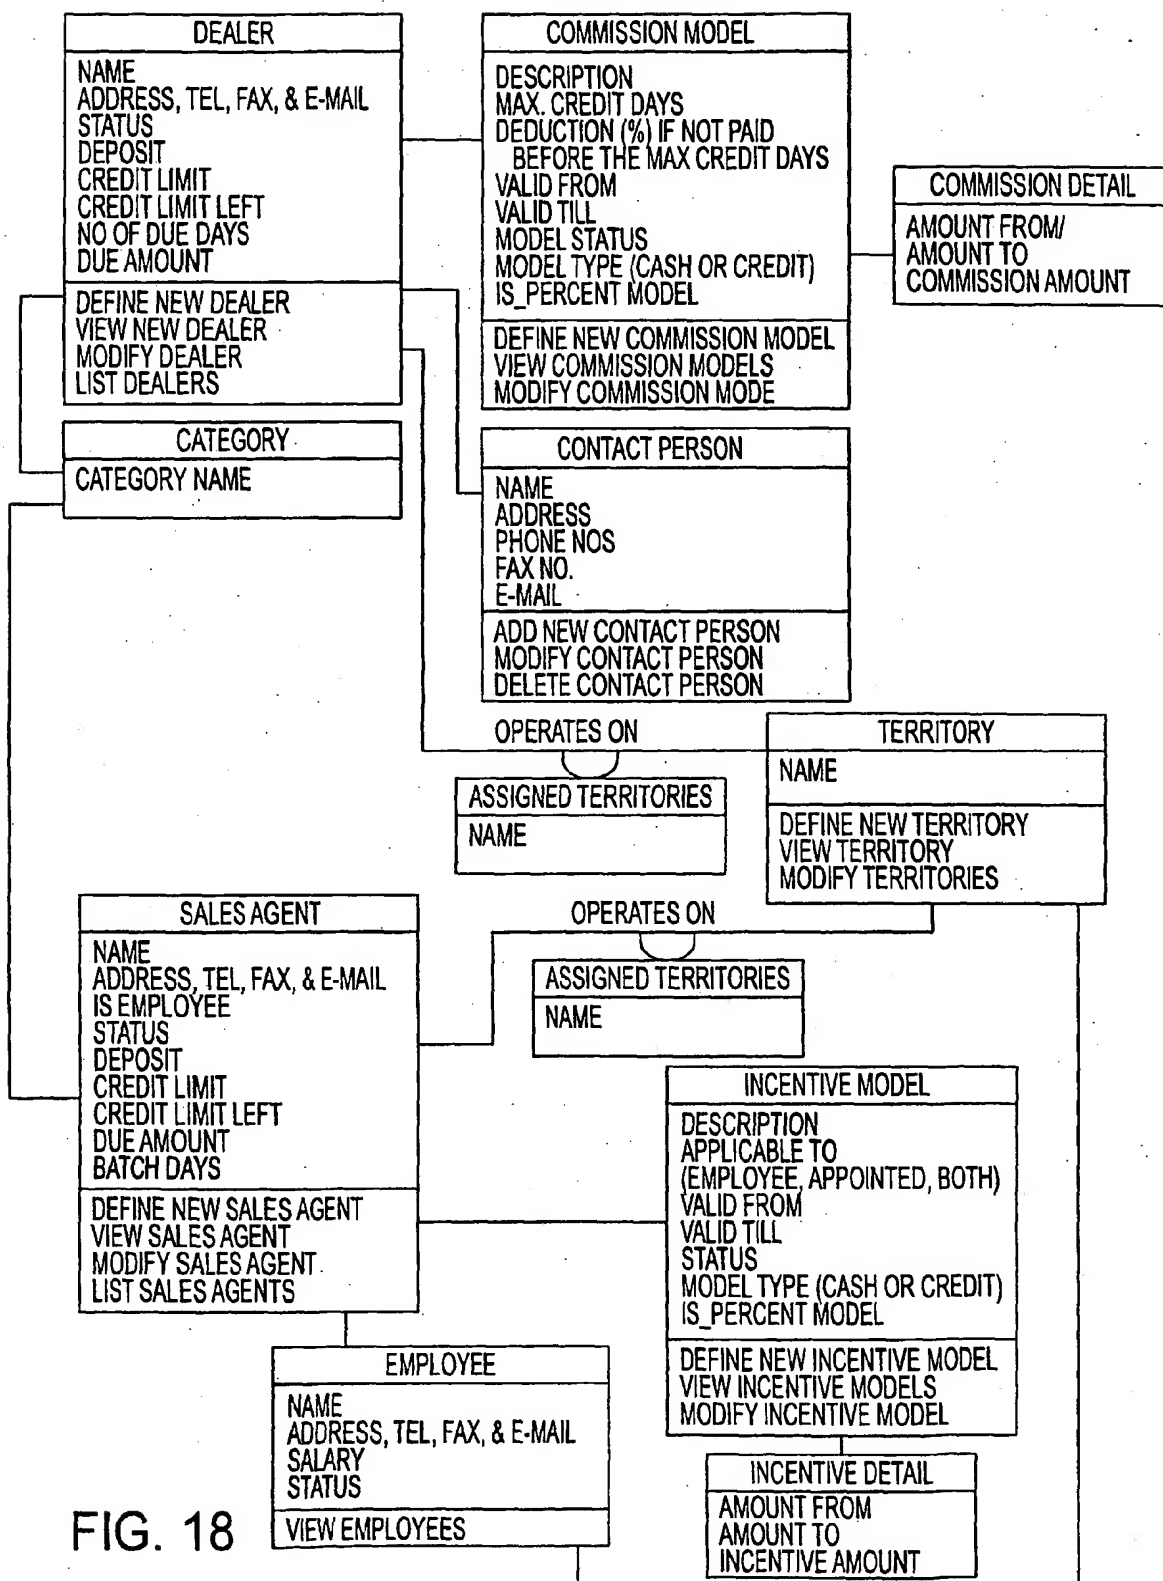 DEALER
NAME
ADDRESS, TEL, FAX, & E-MAIL
STATUS
DEPOSIT
CREDIT LIMIT
CREDIT LIMIT LEFT
NO OF DUE DAYS
DUE AMOUNT
DEFINE NEW DEALER
VIEW NEW DEALER
MODIFY DEALER
LIST DEALERS
COMMISSION MODEL
DESCRIPTION
MAX. CREDIT DAYS
DEDUCTION (%) IF NOT PAID
BEFORE THE MAX CREDIT DAYS
VALID FROM
VALID TILL
MODEL STATUS
MODEL TYPE (CASH OR CREDIT)
IS_PERCENT MODEL
DEFINE NEW COMMISSION MODEL
VIEW COMMISSION MODELS
MODIFY COMMISSION MODE
COMMISSION DETAIL
AMOUNT FROM/
AMOUNT TO
COMMISSION AMOUNT
CATEGORY
CATEGORY NAME
CONTACT PERSON
NAME
ADDRESS
PHONE NOS
FAX NO.
E-MAIL
ADD NEW CONTACT PERSON
MODIFY CONTACT PERSON
DELETE CONTACT PERSON
OPERATES ON
ASSIGNED TERRITORIES
NAME
TERRITORY
NAME
DEFINE NEW TERRITORY
VIEW TERRITORY
MODIFY TERRITORIES
SALES AGENT
NAME
ADDRESS, TEL, FAX, & E-MAIL
IS EMPLOYEE
STATUS
DEPOSIT
CREDIT LIMIT
CREDIT LIMIT LEFT
DUE AMOUNT
BATCH DAYS
DEFINE NEW SALES AGENT
VIEW SALES AGENT
MODIFY SALES AGENT
LIST SALES AGENTS
OPERATES ON
ASSIGNED TERRITORIES
NAME
INCENTIVE MODEL
DESCRIPTION
APPLICABLE TO
(EMPLOYEE, APPOINTED, BOTH)
VALID FROM
VALID TILL
STATUS
MODEL TYPE (CASH OR CREDIT)
IS_PERCENT MODEL
DEFINE NEW INCENTIVE MODEL
VIEW INCENTIVE MODELS
MODIFY INCENTIVE MODEL
EMPLOYEE
NAME
ADDRESS, TEL, FAX, & E-MAIL
SALARY
STATUS
VIEW EMPLOYEES
INCENTIVE DETAIL
AMOUNT FROM
AMOUNT TO
INCENTIVE AMOUNT
FIG. 18